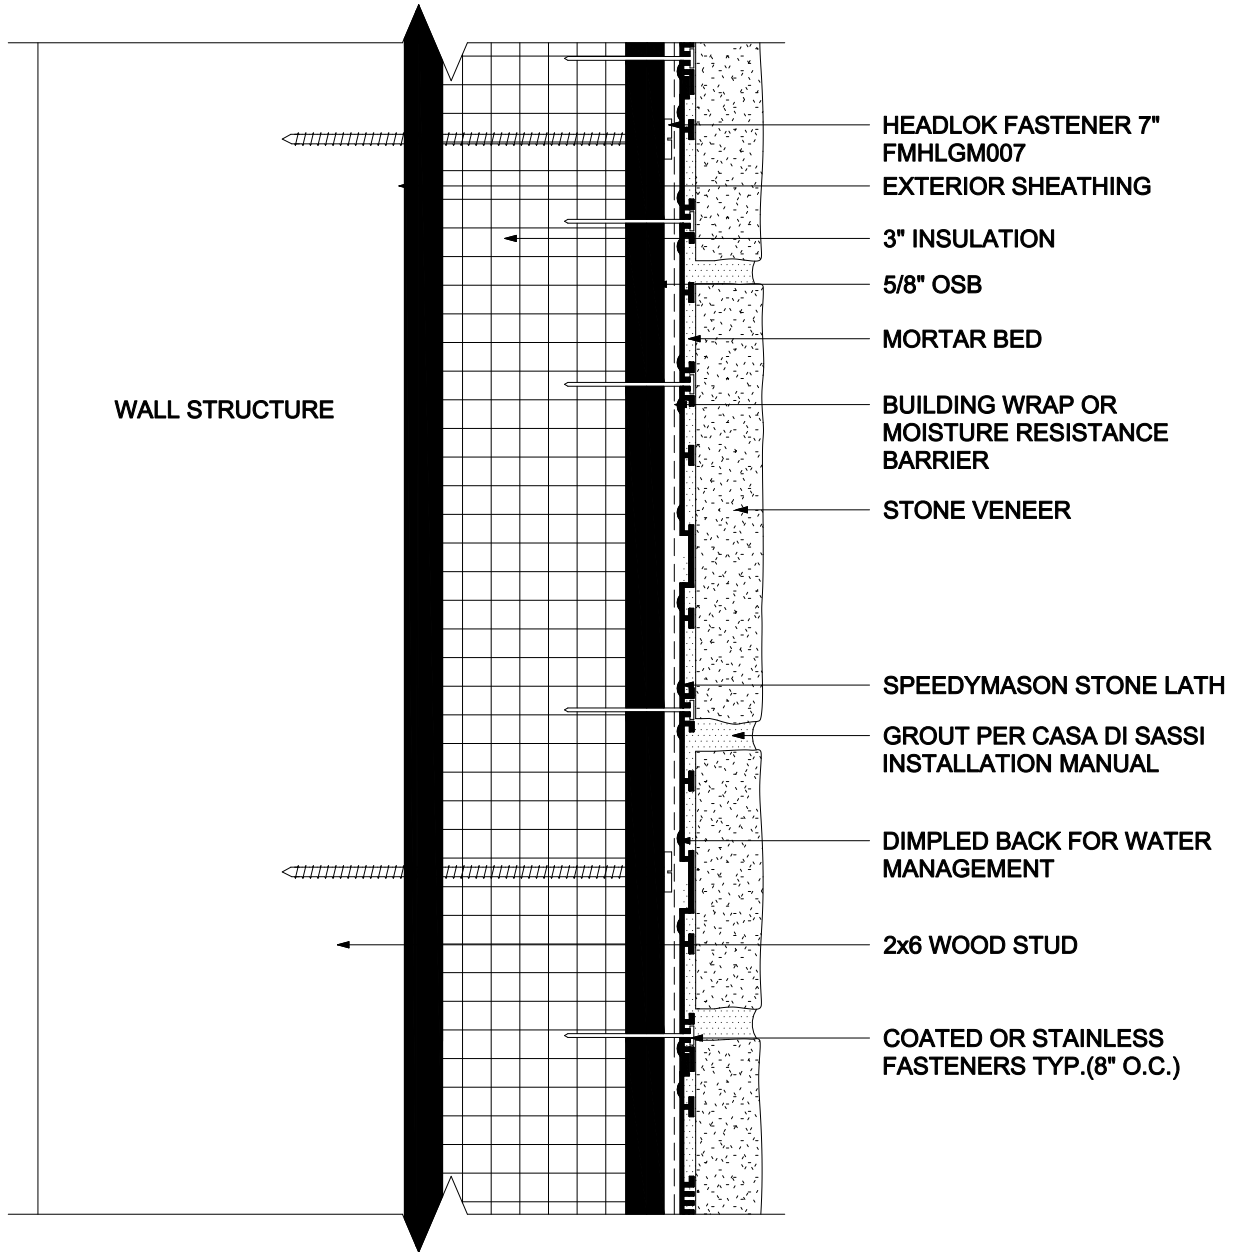 HEADLOK FASTENER 7"
FMHLGM007
EXTERIOR SHEATHING
3" INSULATION
5/8" OSB
MORTAR BED
WALL STRUCTURE
BUILDING WRAP OR
MOISTURE RESISTANCE
BARRIER
STONE VENEER
SPEEDYMASON STONE LATH
GROUT PER CASA DI SASSI
INSTALLATION MANUAL
DIMPLED BACK FOR WATER
MANAGEMENT
2x6 WOOD STUD
COATED OR STAINLESS
FASTENERS TYP.(8" O.C.)